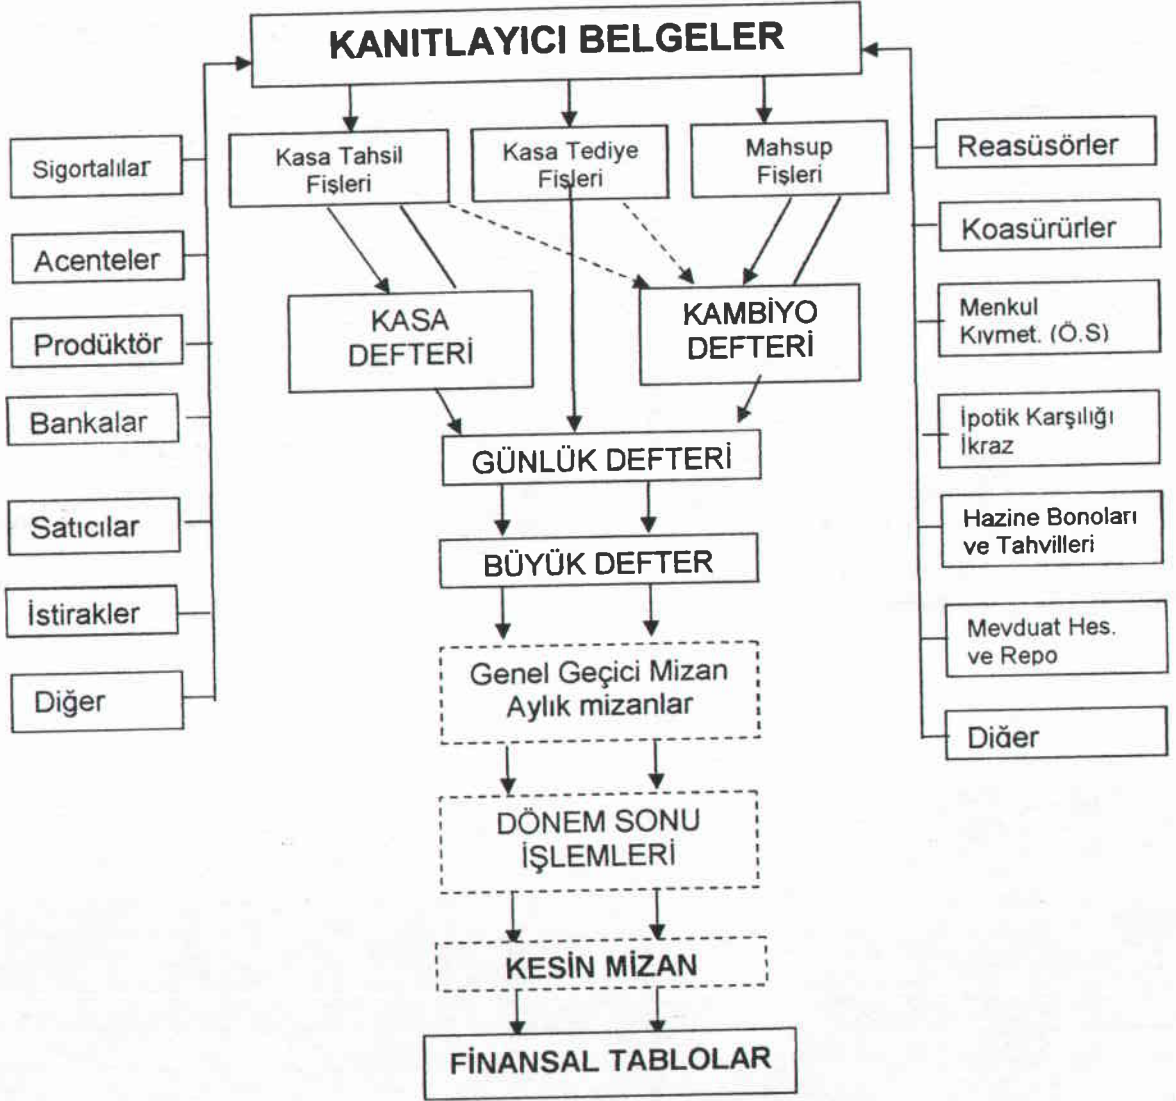 KANITLAYICI BELGELER
Kasa Tahsil
Fişleri
Kasa Tediye
Fişleri
Mahsup
Fişleri
Sigortalılar
Acenteler
Prodüktör
Bankalar
Satıcılar
İstirakler
Diğer
Reasüsörler
Koasürürler
Menkul
Kıvmet. (Ö.S)
İpotik Karşılığı
İkraz
Hazine Bonoları
ve Tahvilleri
Mevduat Hes.
ve Repo
Diğer
KASA
DEFTERİ
KAMBİYO
DEFTERİ
GÜNLÜK DEFTERİ
BÜYÜK DEFTER
Genel Geçici Mizan
Aylık mizanlar
DÖNEM SONU
İŞLEMLERİ
KESİN MİZAN
FİNANSAL TABLOLAR